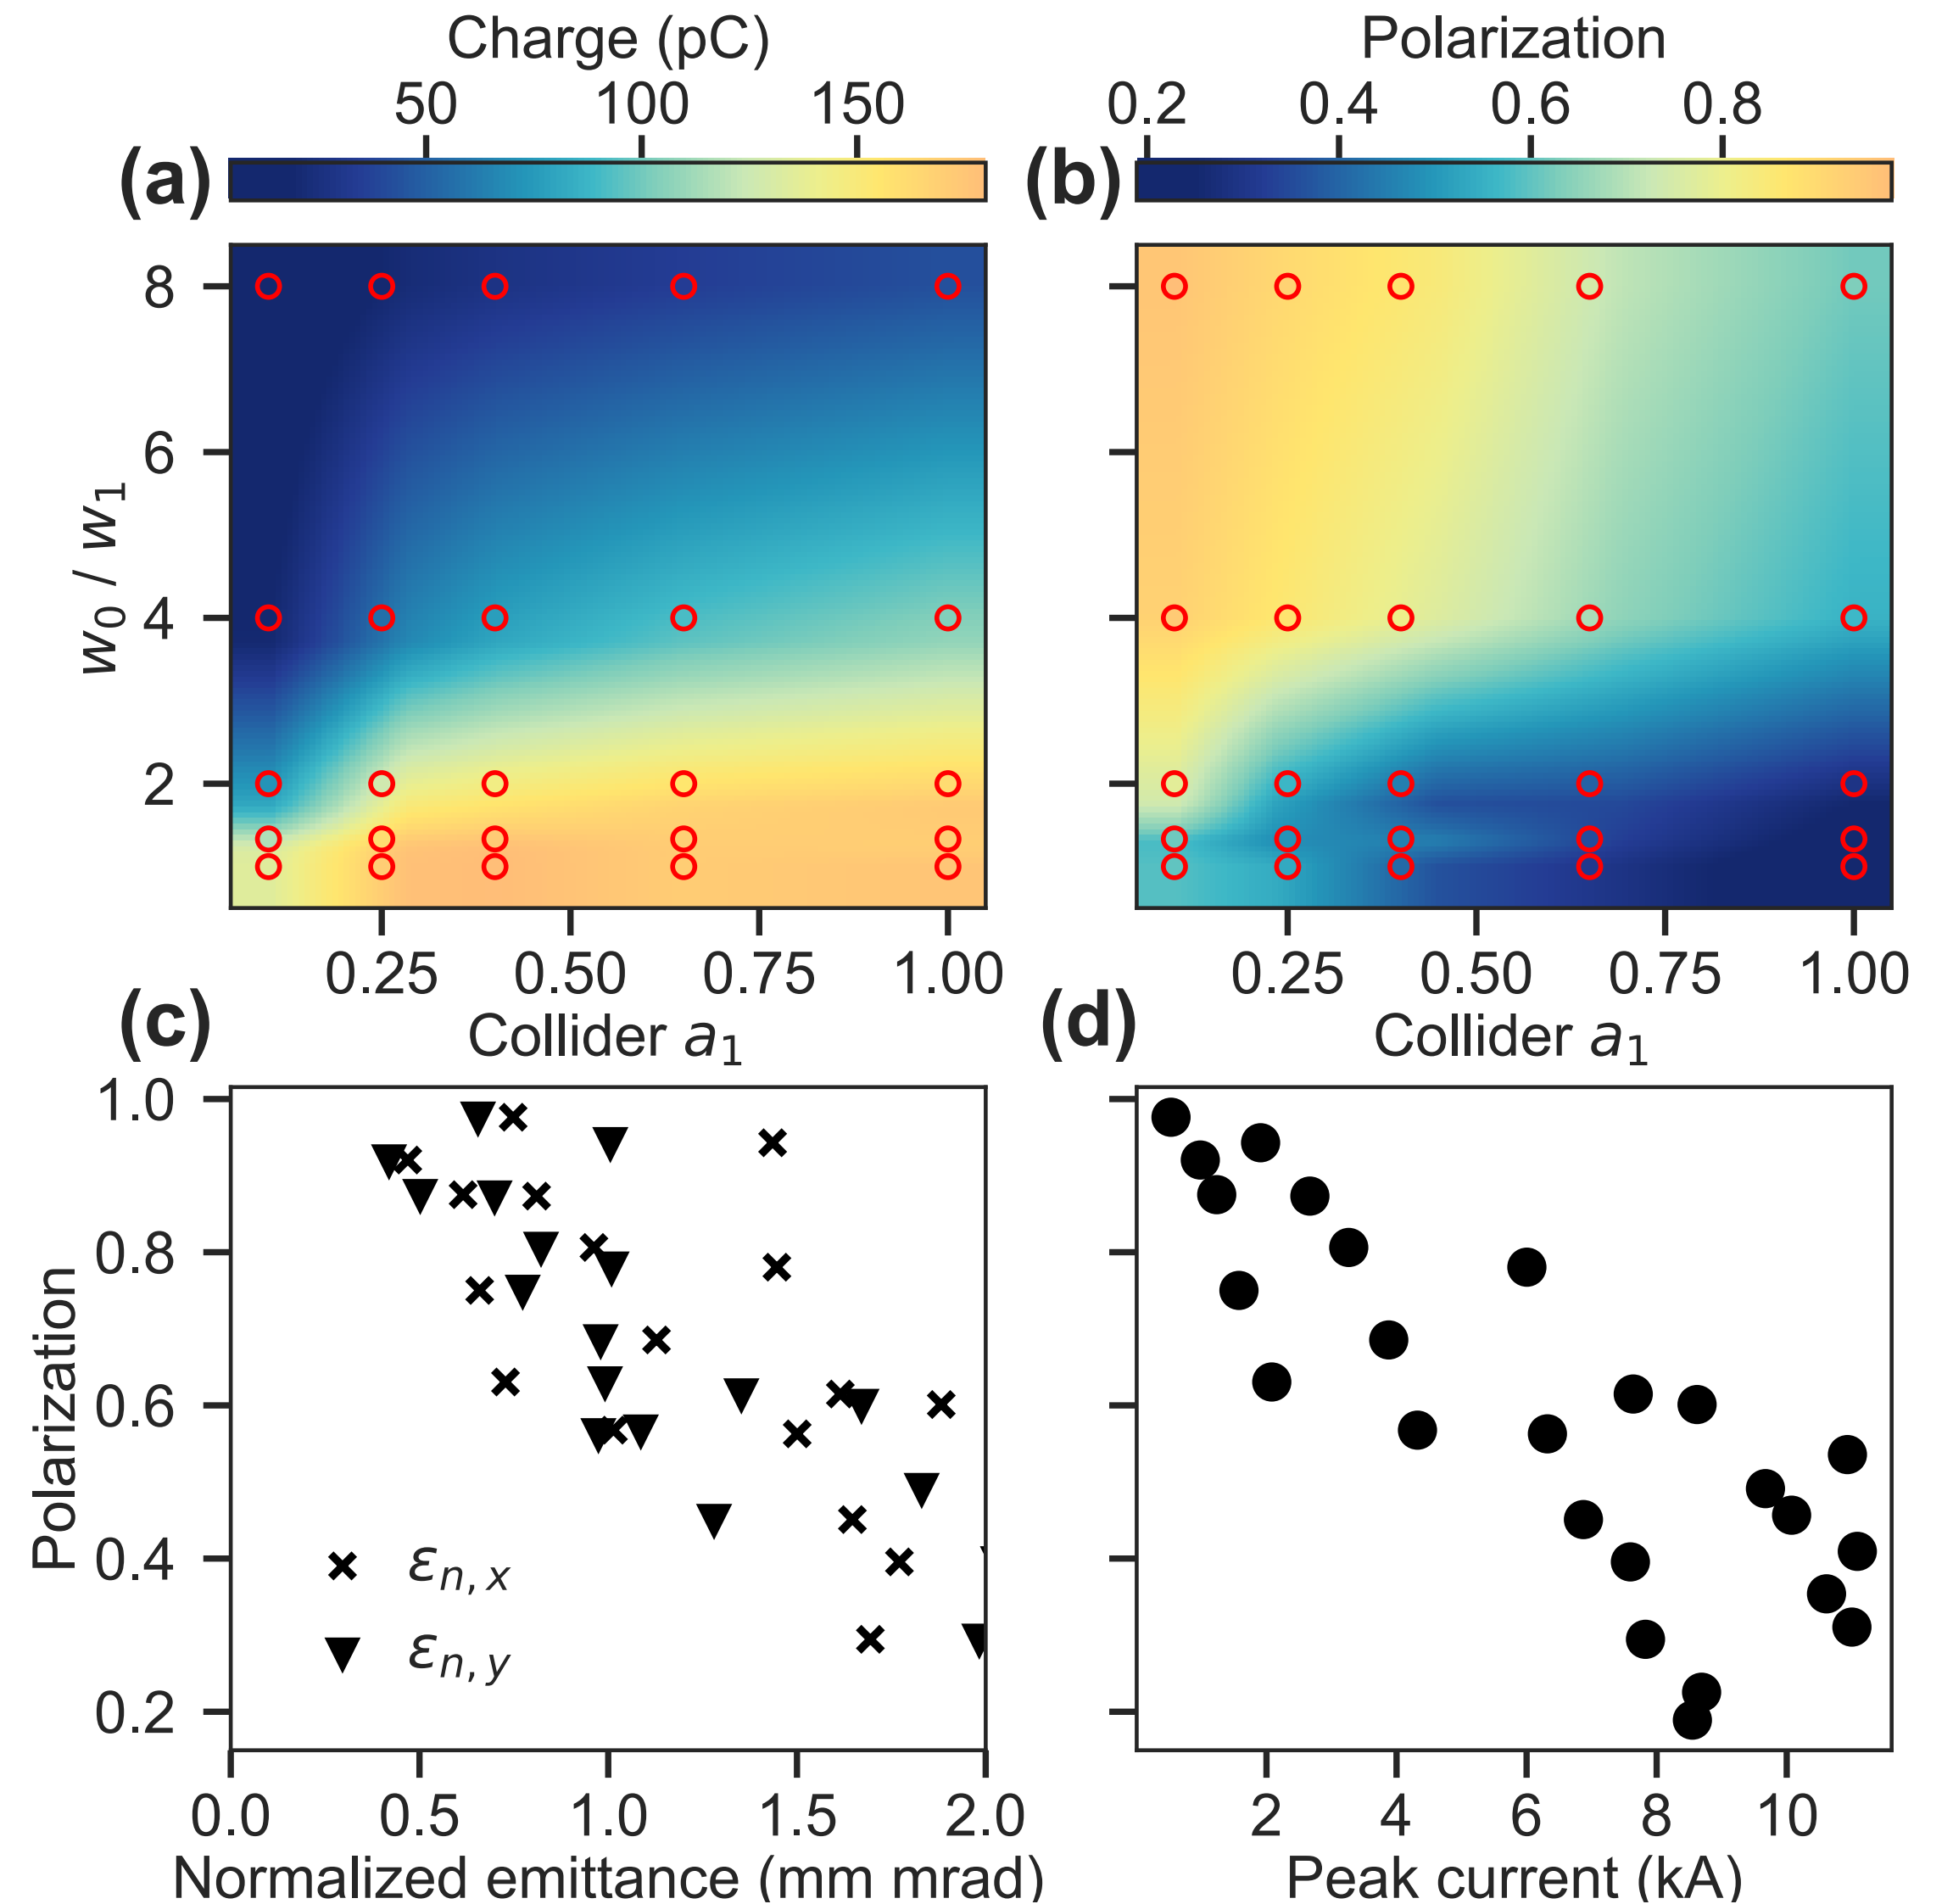 Charge (pC)
50 100 150
(a)
Polarization
0.2 0.4 0.6 0.8
(b)
8
6
4
2
w0 / w1
0.25 0.50 0.75 1.00
Collider a1
0.25 0.50 0.75 1.00
Collider a1
(c)
1.0
0.8
0.6
0.4
0.2
Polarization
εn,x
εn,y
0.0 0.5 1.0 1.5 2.0
Normalized emittance (mm mrad)
(d)
2 4 6 8 10
Peak current (kA)